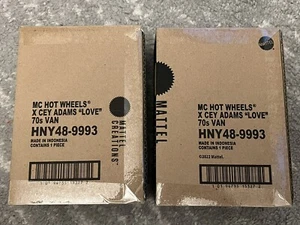 MC HOT WHEELS®
X CEY ADAMS "LOVE"
70s VAN
HNY48-9993
MADE IN INDONESIA
CONTAINS 1 PIECE
MATTEL
CREATIONS
MC HOT WHEELS®
X CEY ADAMS "LOVE"
70s VAN
HNY48-9993
MADE IN INDONESIA
CONTAINS 1 PIECE
©2022 Mattel.